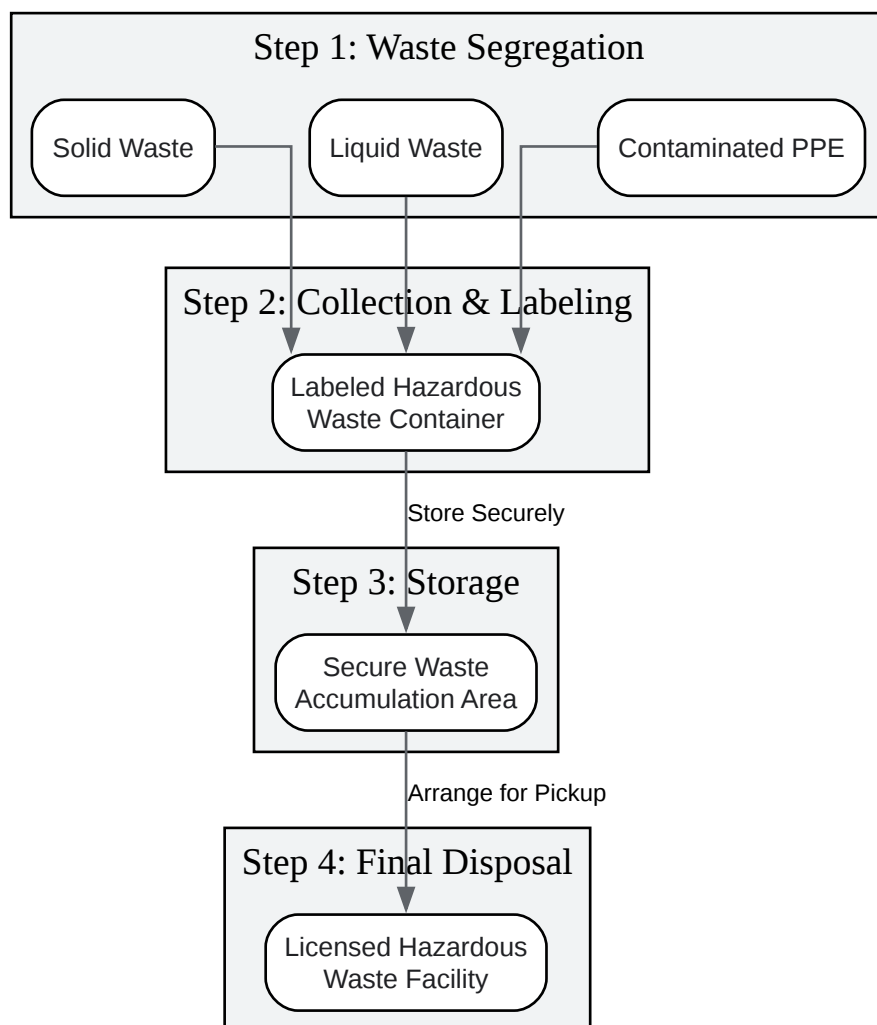 Step 1: Waste Segregation
Solid Waste
Liquid Waste
Contaminated PPE
Step 2: Collection & Labeling
Labeled Hazardous
Waste Container
Store Securely
Step 3: Storage
Secure Waste
Accumulation Area
Arrange for Pickup
Step 4: Final Disposal
Licensed Hazardous
Waste Facility